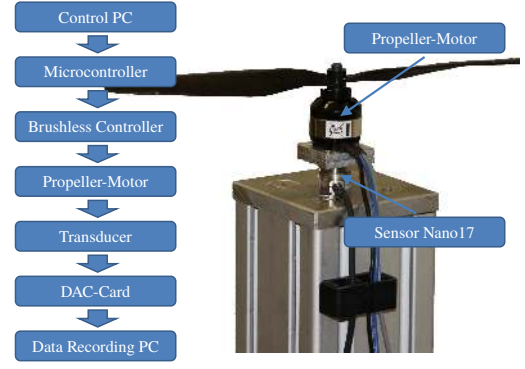 Control PC
Microcontroller
Brushless Controller
Propeller-Motor
Transducer
DAC-Card
Data Recording PC
Propeller-Motor
Sensor Nano17